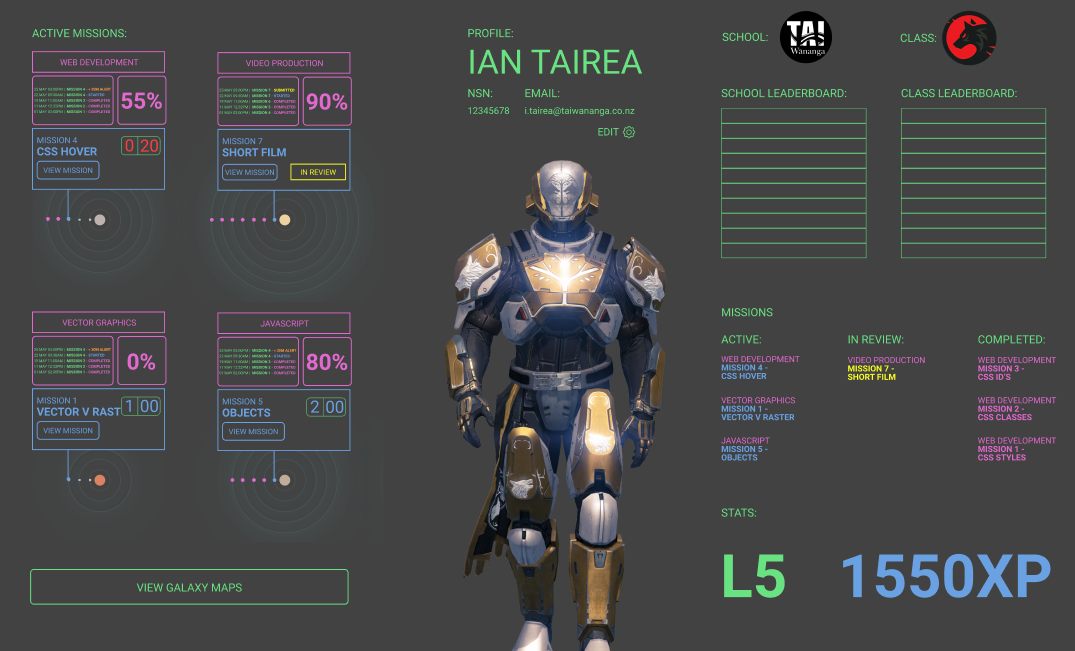 ACTIVE MISSIONS:
WEB DEVELOPMENT
55%
MISSION 4
CSS HOVER
0 20
VIEW MISSION
VIDEO PRODUCTION
90%
MISSION 7
SHORT FILM
VIEW MISSION
IN REVIEW
VECTOR GRAPHICS
0%
MISSION 1
VECTOR V RAST
1 00
VIEW MISSION
JAVASCRIPT
80%
MISSION 5
OBJECTS
2 00
VIEW MISSION
VIEW GALAXY MAPS
PROFILE:
IAN TAIREA
NSN:
12345678
EMAIL:
i.tairea@taiwananga.co.nz
EDIT
SCHOOL:
TAI
Wananga
CLASS:
SCHOOL LEADERBOARD:
CLASS LEADERBOARD:
MISSIONS
ACTIVE:
WEB DEVELOPMENT
MISSION 4 -
CSS HOVER
VECTOR GRAPHICS
MISSION 1 -
VECTOR V RASTER
JAVASCRIPT
MISSION 5 -
OBJECTS
IN REVIEW:
VIDEO PRODUCTION
MISSION 7 -
SHORT FILM
COMPLETED:
WEB DEVELOPMENT
MISSION 3 -
CSS ID'S
WEB DEVELOPMENT
MISSION 2 -
CSS CLASSES
WEB DEVELOPMENT
MISSION 1 -
CSS STYLES
STATS:
L5
1550XP